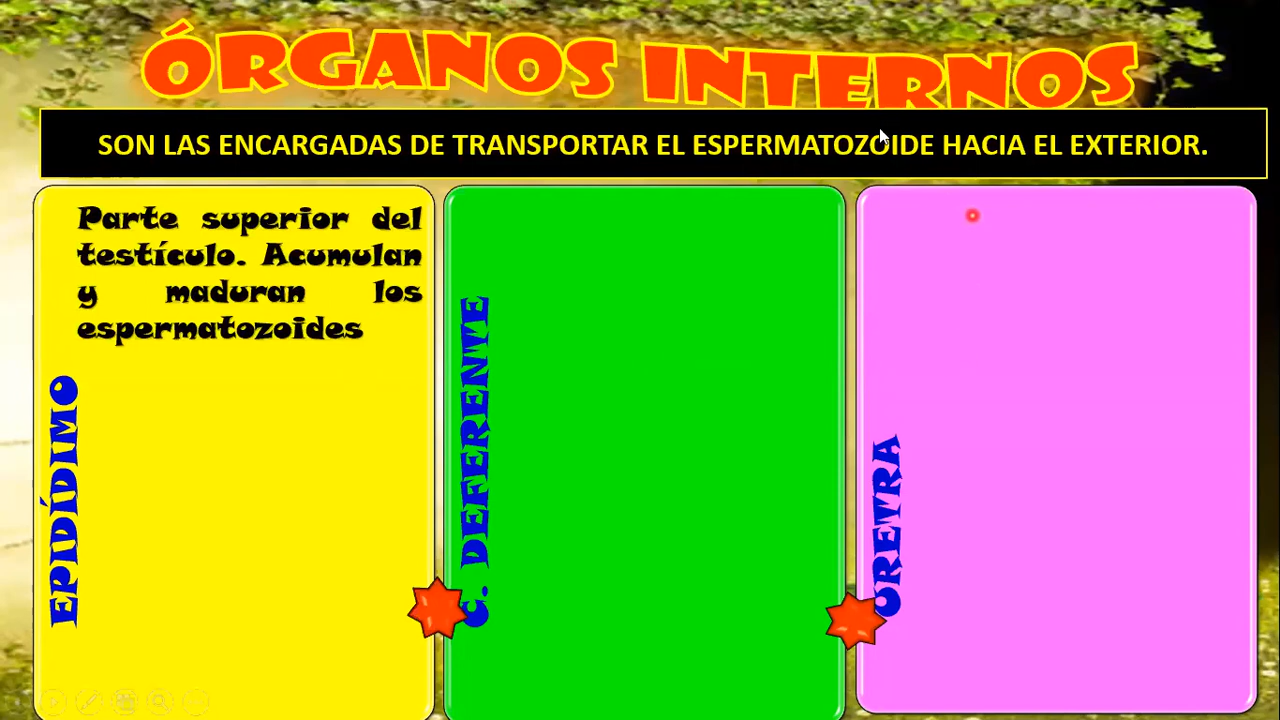 ÓRGANOS INTERNOS
SON LAS ENCARGADAS DE TRANSPORTAR EL ESPERMATOZOIDE HACIA EL EXTERIOR.
Parte superior del
testículo. Acumulan
y maduran los
espermatozoides
EPIDÍDIMO
C. DEFERENTE
URETRA